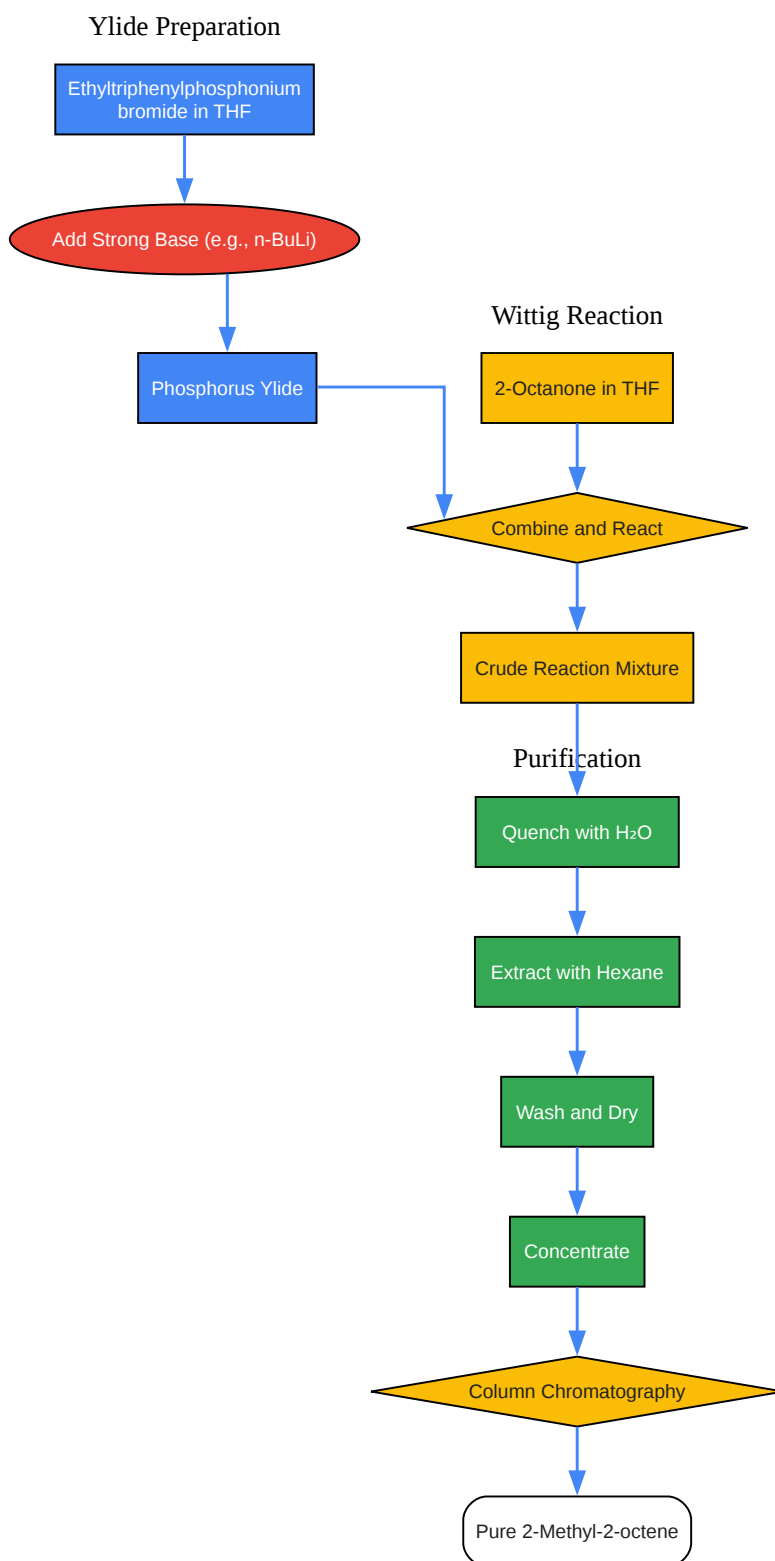 Ylide Preparation
Ethyltriphenylphosphonium
bromide in THF
Add Strong Base (e.g., n-BuLi)
Wittig Reaction
Phosphorus Ylide
2-Octanone in THF
Combine and React
Crude Reaction Mixture
Purification
Quench with H₂O
Extract with Hexane
Wash and Dry
Concentrate
Column Chromatography
Pure 2-Methyl-2-octene